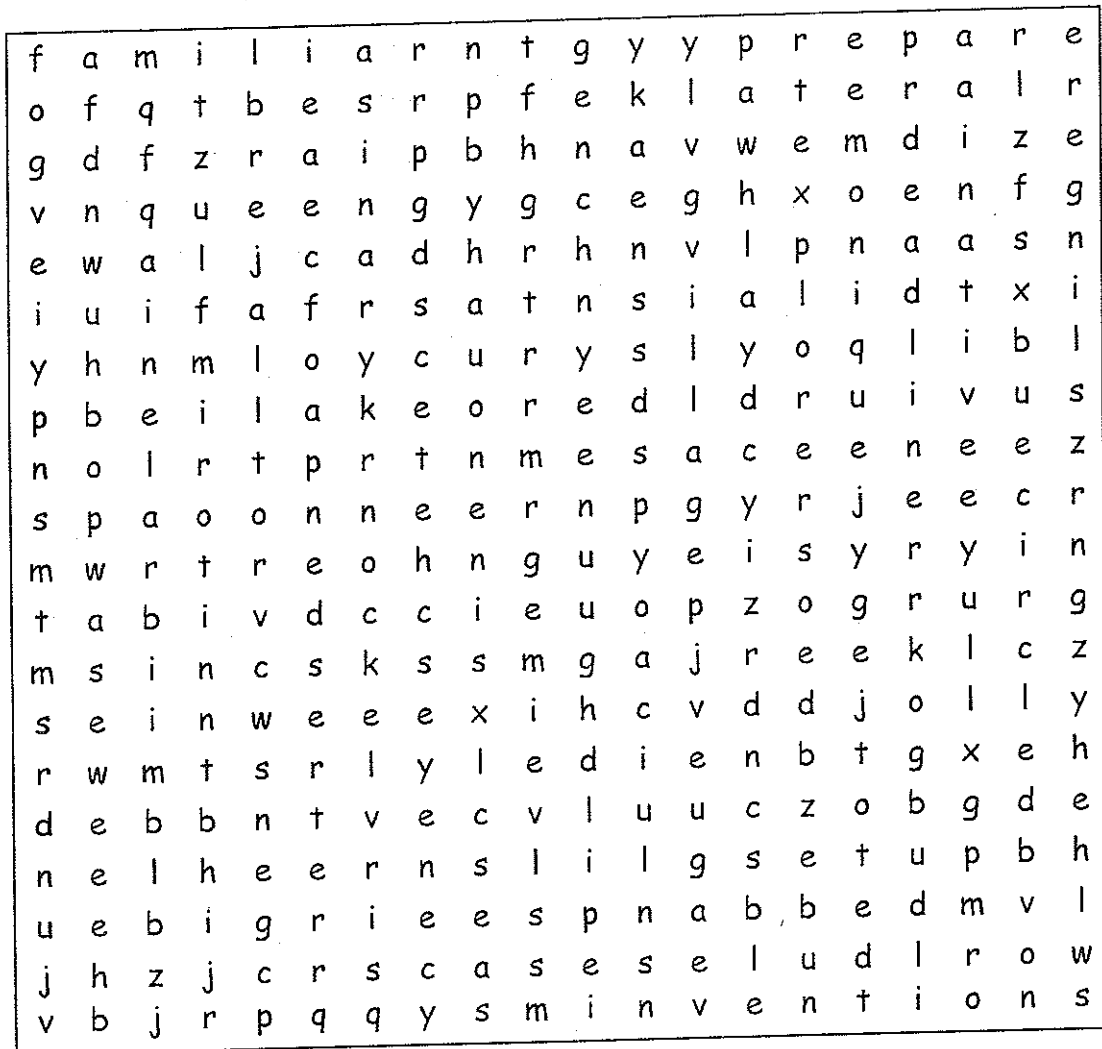 f a m i l i a r n t g y y p r e p a r e
o f q t b e s r p f e k l a t e r a l r
g d f z r a i p b h n a v w e m d i z e
v n q u e e n g y g c e g h x o e n f g
e w a l j c a d h r h n v l p n a a s n
i u i f a f r s a t n s i a l i d t x i
y h n m l o y c u r y s l y o q l i b l
p b e i l a k e o r e d l d r u i v u s
n o l r t p r t n m e s a c e e n e e z
s p a o o n n e e r n p g y r j e e c r
m w r t r e o h n g u y e i s y r y i n
t a b i v d c c i e u o p z o g r u r g
m s i n c s k s s m g a j r e e k l c z
s e i n w e e e x i h c v d d j o l l y
r w m t s r l y l e d i e n b t g x e h
d e b b n t v e c v l u u c z o b g d e
n e l h e e r n s l i l g s e t u p b h
u e b i g r i e e s p n a b b e d m v l
j h z j c r s c a s e s e l u d l r o w
v b j r p q q y s m i n v e n t i o n s